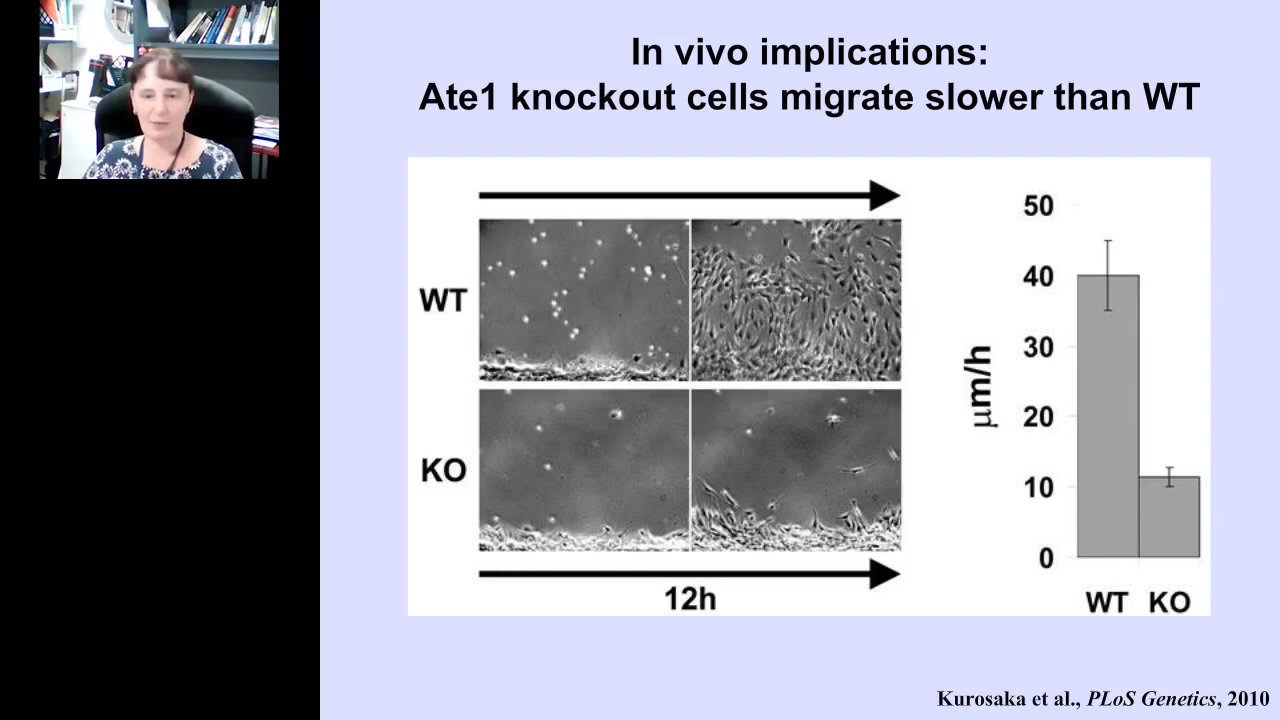 In vivo implications:
Ate1 knockout cells migrate slower than WT
WT
KO
12h
μm/h
50
40
30
20
10
0
WT KO
Kurosaka et al., PLoS Genetics, 2010